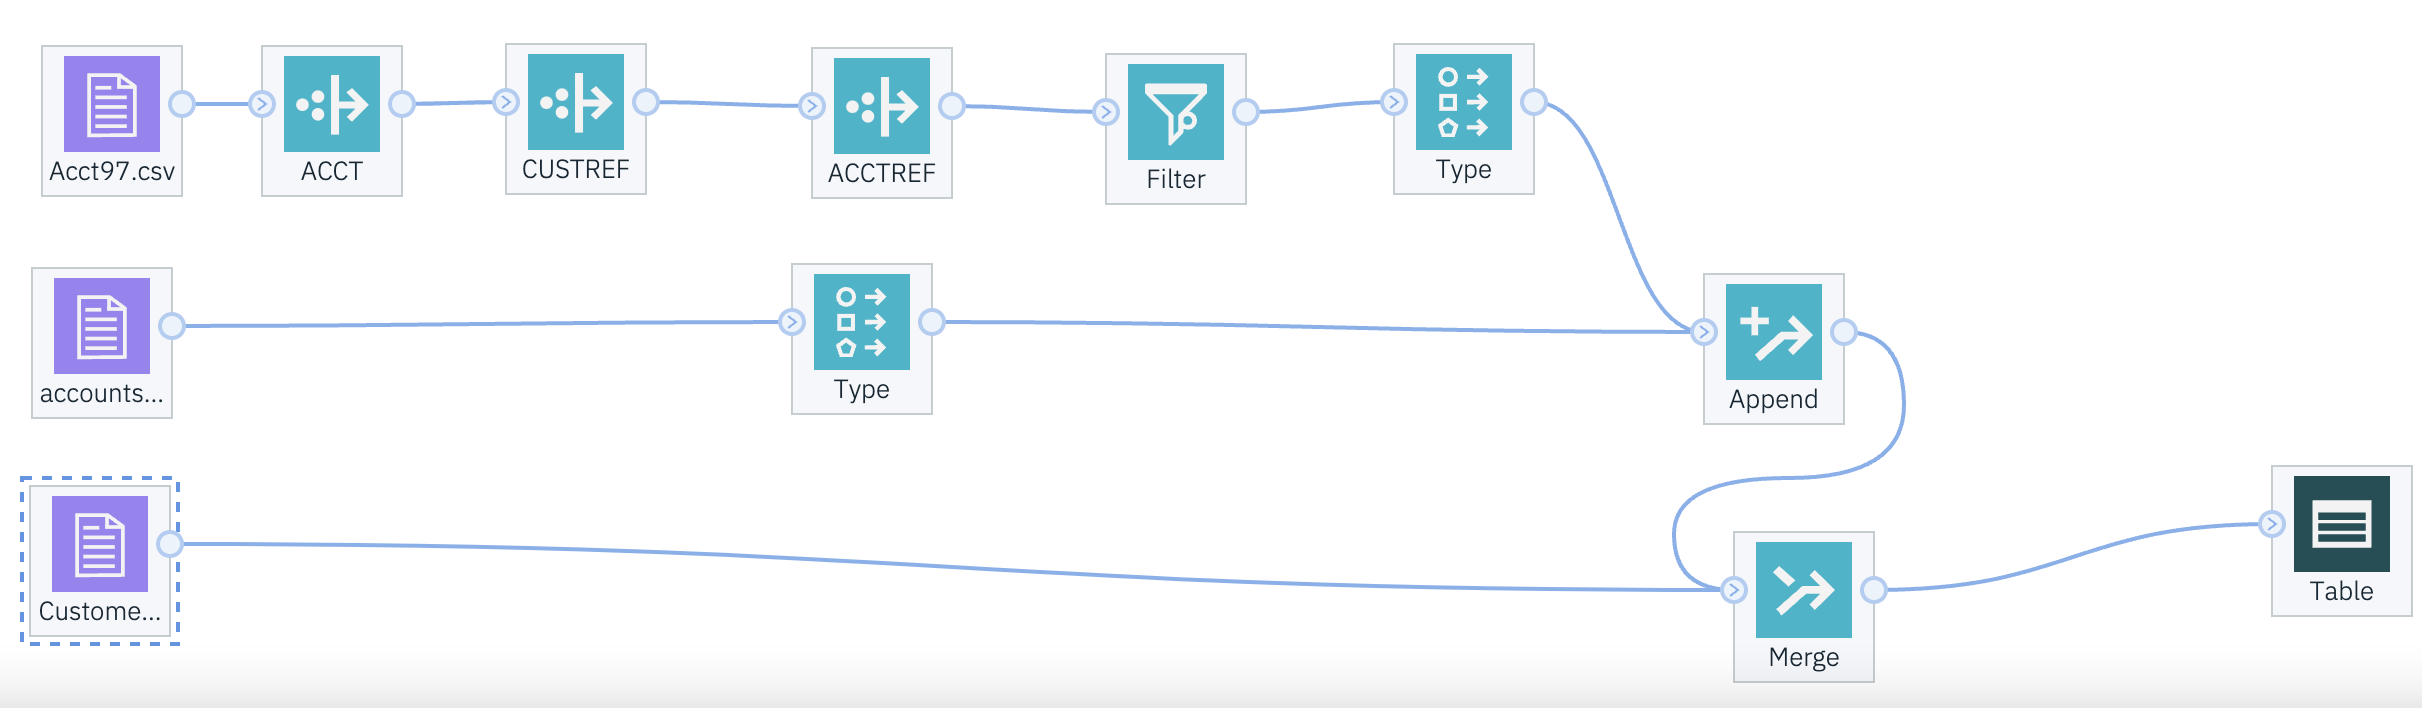 Acct97.csv
ACCT
CUSTREF
ACCTREF
Filter
Type
accounts...
Type
Append
Custome...
Merge
Table